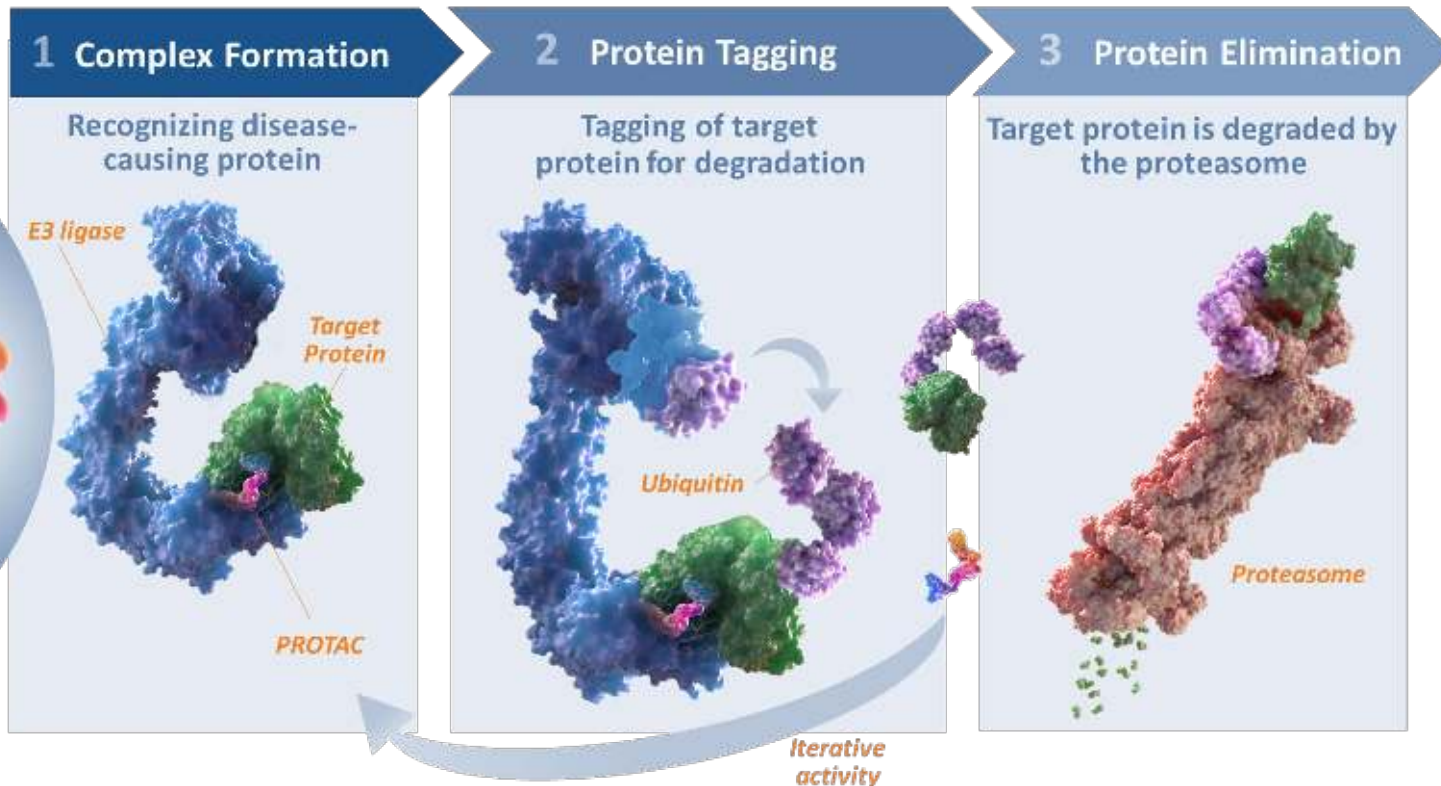 1 Complex Formation
Recognizing disease-
causing protein
E3 ligase
Target
Protein
PROTAC
2 Protein Tagging
Tagging of target
protein for degradation
Ubiquitin
Iterative
activity
3 Protein Elimination
Target protein is degraded by
the proteasome
Proteasome